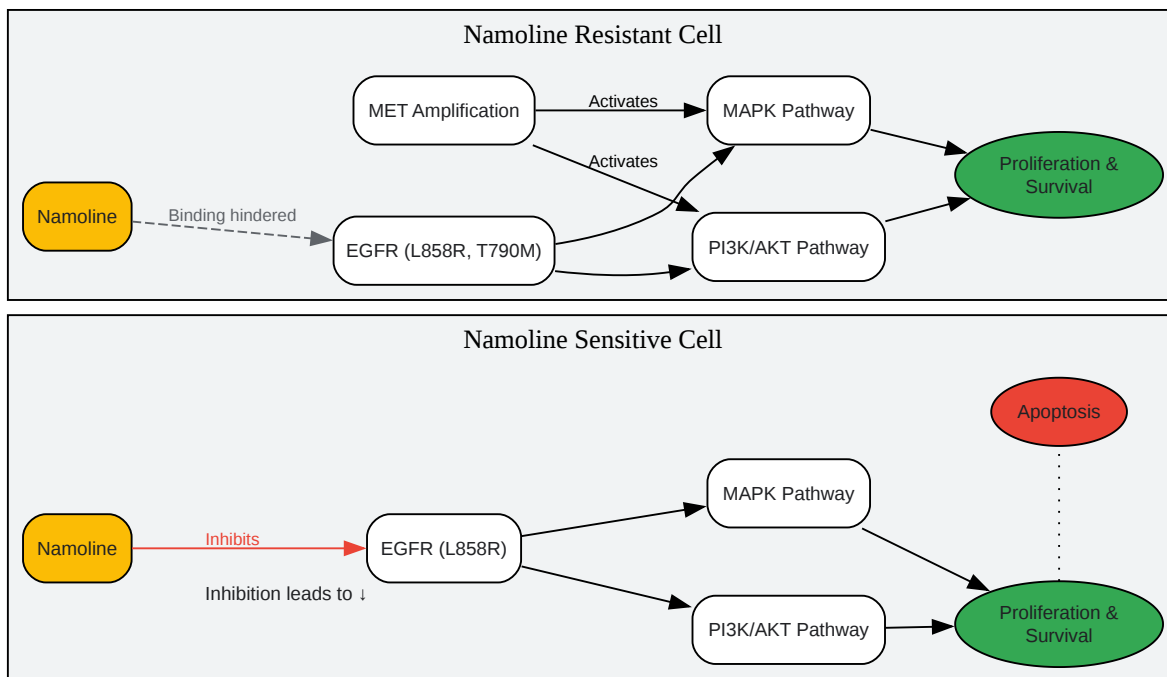 Namoline Resistant Cell
MET Amplification
Activates
MAPK Pathway
Activates
Proliferation &
Survival
Namoline
Binding hindered
EGFR (L858R, T790M)
PI3K/AKT Pathway
Namoline Sensitive Cell
Apoptosis
MAPK Pathway
Namoline
Inhibits
EGFR (L858R)
Inhibition leads to ↓
PI3K/AKT Pathway
Proliferation &
Survival